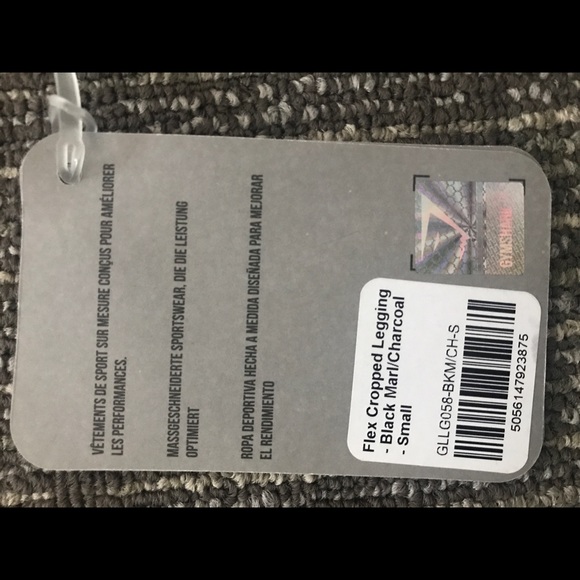 VÊTEMENTS DE SPORT SUR MESURE CONÇUS POUR AMÉLIORER
LES PERFORMANCES.
MASSGESCHNEIDERTE SPORTSWEAR, DIE DIE LEISTUNG
OPTIMIERT
ROPA DEPORTIVA HECHA A MEDIDA DISEÑADA PARA MEJORAR
EL RENDIMIENTO
Flex Cropped Legging
- Black Marl/Charcoal
- Small
GLLG058-BKM/CH-S
5056147923875
GYMSHARK